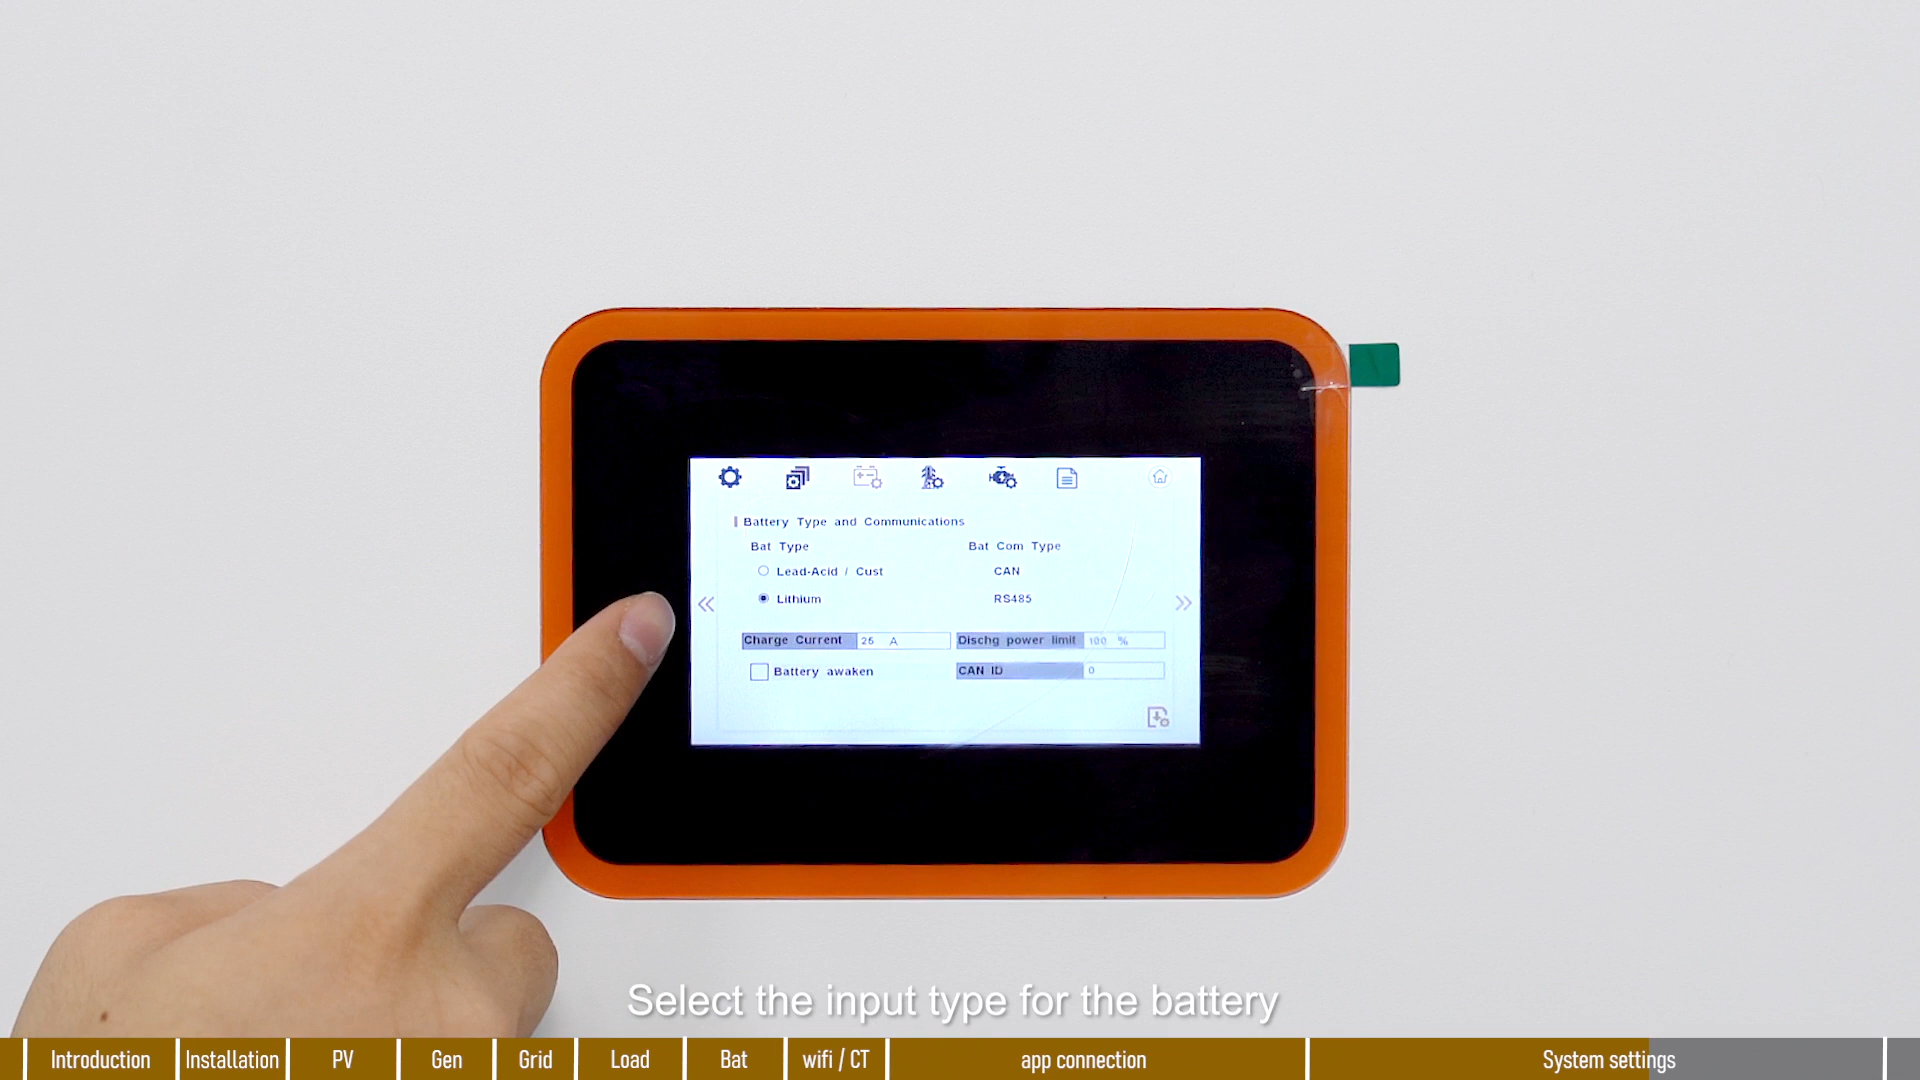 Battery Type and Communications
Bat Type
Bat Com Type
Lead-Acid / Cust
CAN
Lithium
RS485
Charge Current 25 A
Dischg power limit 100 %
Battery awaken
CAN ID 0
Select the input type for the battery
Introduction
Installation
PV
Gen
Grid
Load
Bat
wifi / CT
app connection
System settings